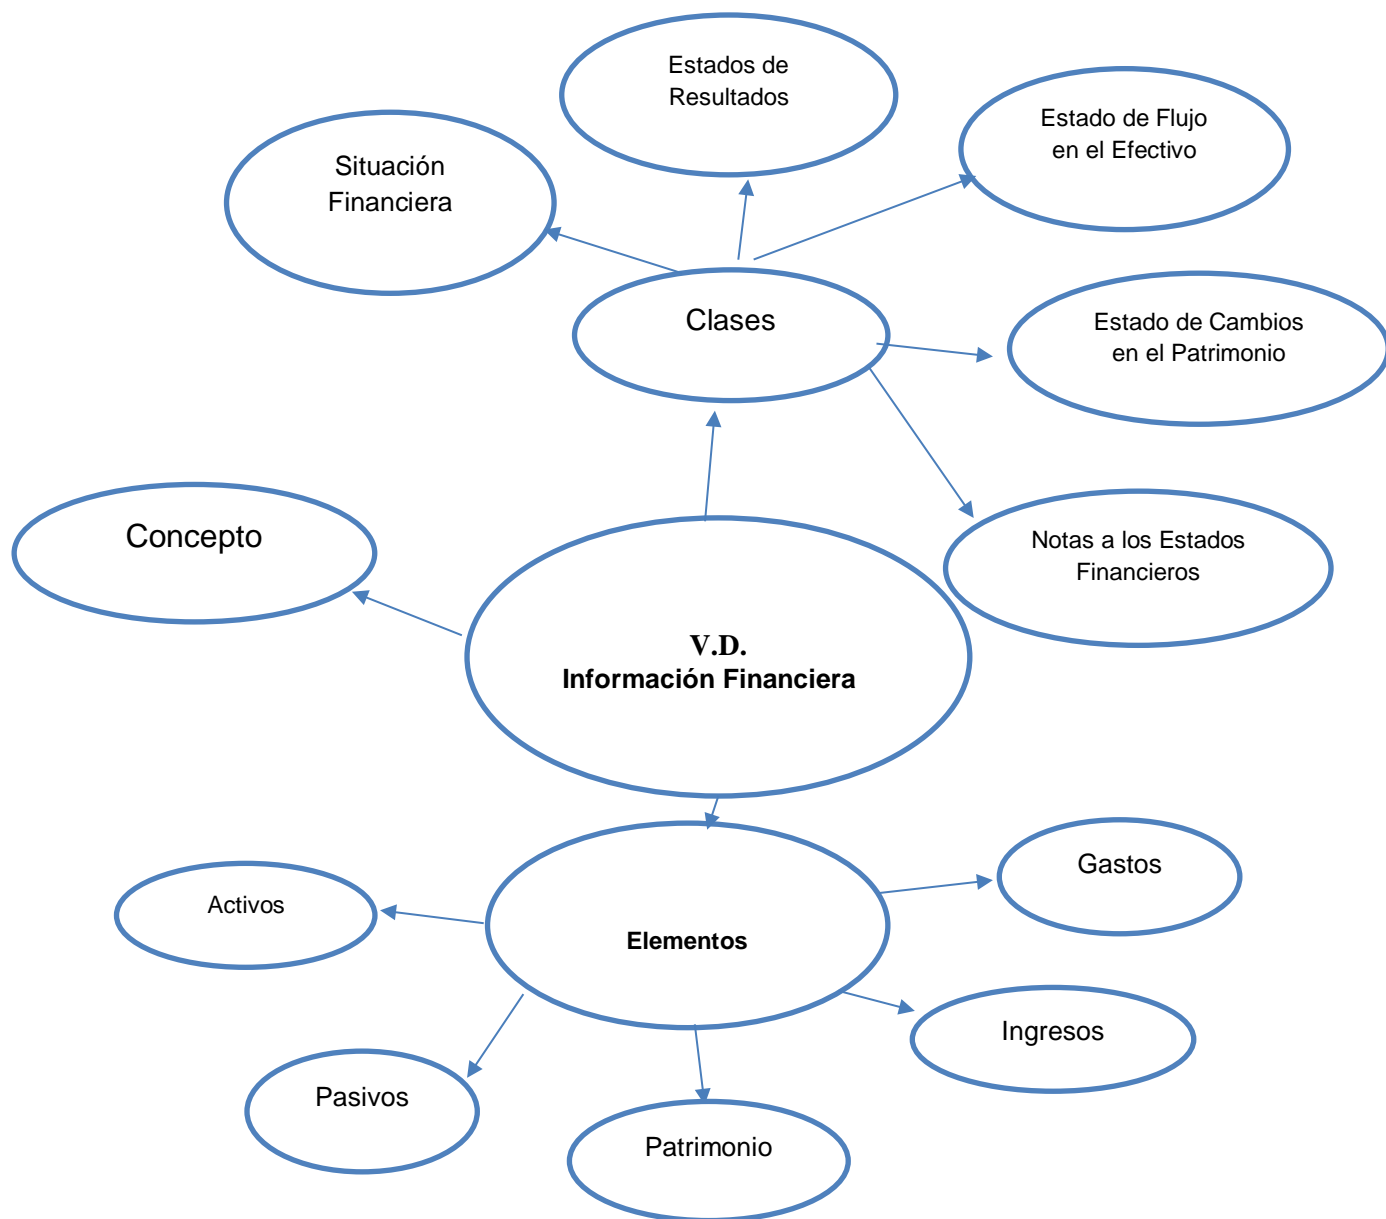 Estados de
Resultados
Estado de Flujo
en el Efectivo
Situación
Financiera
Clases
Estado de Cambios
en el Patrimonio
Concepto
Notas a los Estados
Financieros
V.D.
Información Financiera
Gastos
Activos
Elementos
Ingresos
Pasivos
Patrimonio